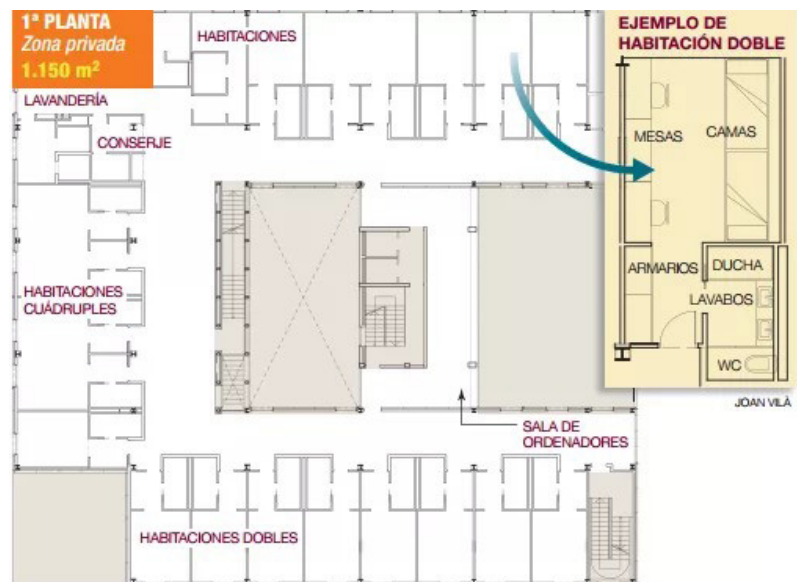 1ª PLANTA
Zona privada
1.150 m²
HABITACIONES
LAVANDERÍA
CONSERJE
HABITACIONES
CUÁDRUPLES
SALA DE
ORDENADORES
HABITACIONES DOBLES
EJEMPLO DE
HABITACIÓN DOBLE
MESAS
CAMAS
ARMARIOS
DUCHA
LAVABOS
WC
JOAN VILÀ